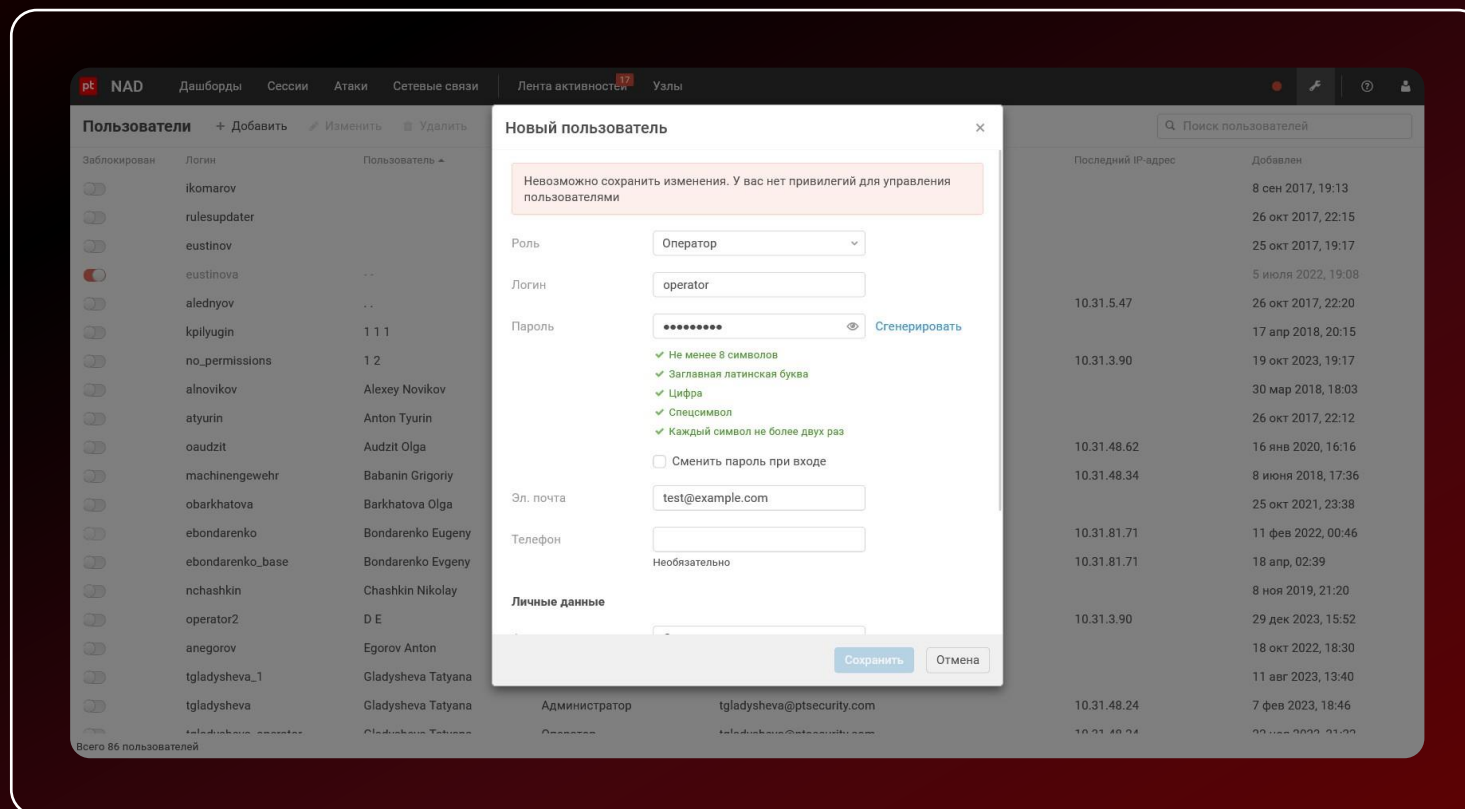 pt NAD Дашборды Сессии Атаки Сетевые связи Лента активностей 17 Узлы
Пользователи + Добавить Изменить Удалить Поиск пользователей
Заблокирован Логин Пользователь Последний IP-адрес Добавлен
ikomarov 8 сен 2017, 19:13
rulesupdater 26 окт 2017, 22:15
eustinov 25 окт 2017, 19:17
eustinova - - 5 июля 2022, 19:08
alednyov . . 10.31.5.47 26 окт 2017, 22:20
kpilyugin 1 1 1 17 апр 2018, 20:15
no_permissions 1 2 10.31.3.90 19 окт 2023, 19:17
alnovikov Alexey Novikov 30 мар 2018, 18:03
atyurin Anton Tyurin 26 окт 2017, 22:12
oaudzit Audzit Olga 10.31.48.62 16 янв 2020, 16:16
machinengewehr Babanin Grigoriy 10.31.48.34 8 июня 2018, 17:36
obarkhatova Barkhatova Olga 25 окт 2021, 23:38
ebondarenko Bondarenko Eugeny 10.31.81.71 11 фев 2022, 00:46
ebondarenko_base Bondarenko Evgeny 10.31.81.71 18 апр, 02:39
nchashkin Chashkin Nikolay 8 ноя 2019, 21:20
operator2 D E 10.31.3.90 29 дек 2023, 15:52
anegorov Egorov Anton 18 окт 2022, 18:30
tgladysheva_1 Gladysheva Tatyana 11 авг 2023, 13:40
tgladysheva Gladysheva Tatyana Администратор tgladysheva@ptsecurity.com 10.31.48.24 7 фев 2023, 18:46
Всего 86 пользователей
Новый пользователь
Невозможно сохранить изменения. У вас нет привилегий для управления
пользователями
Роль Оператор
Логин operator
Пароль ●●●●●●●●● Сгенерировать
Не менее 8 символов
Заглавная латинская буква
Цифра
Спецсимвол
Каждый символ не более двух раз
Сменить пароль при входе
Эл. почта test@example.com
Телефон
Необязательно
Личные данные
Сохранить Отмена